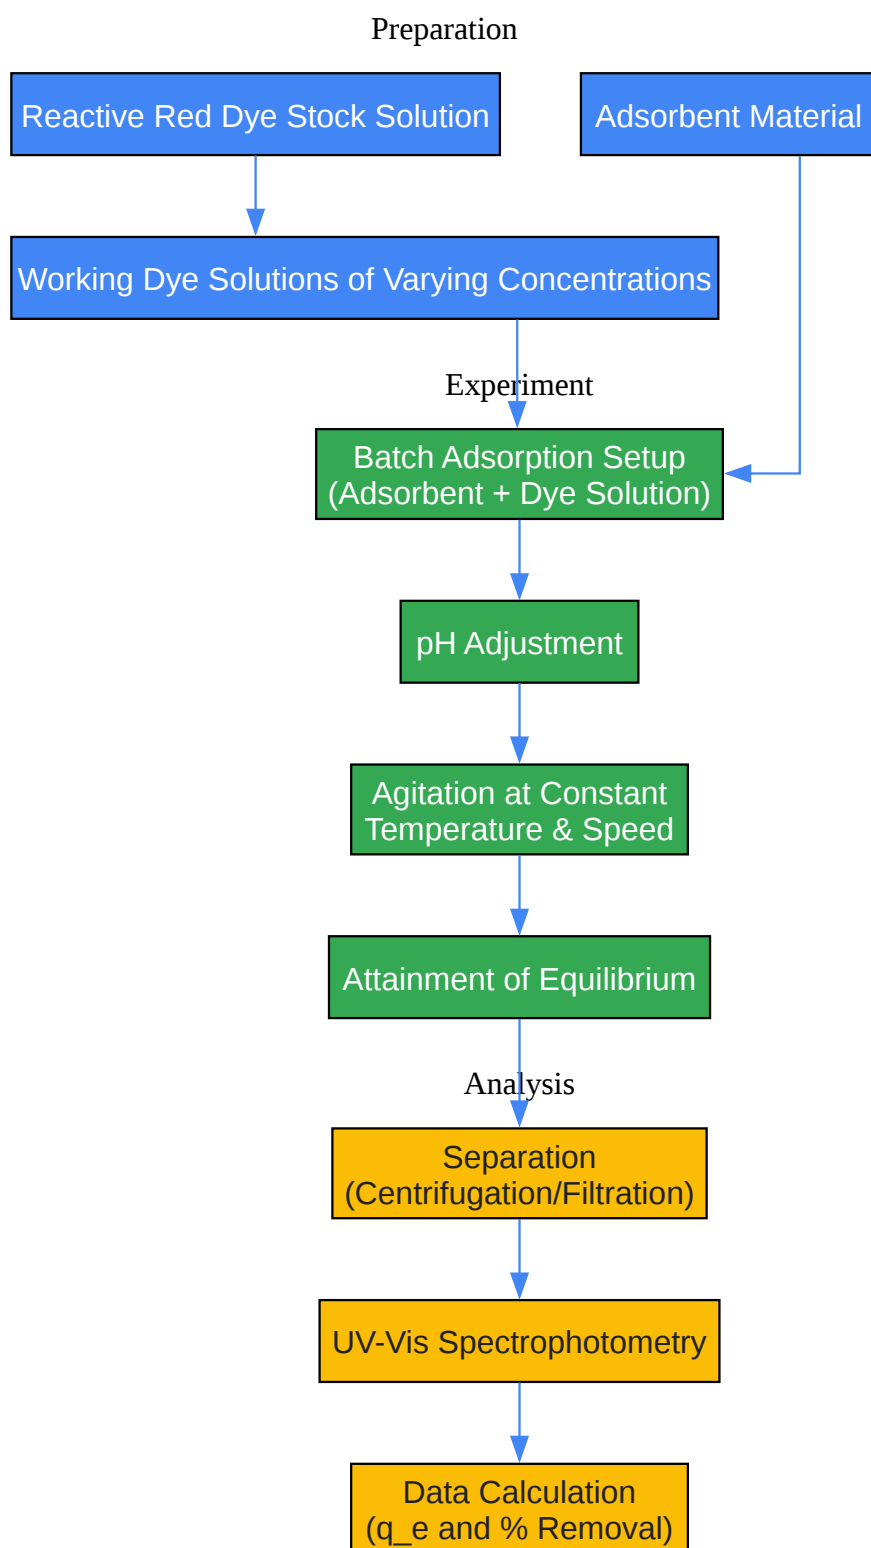 Preparation
Reactive Red Dye Stock Solution
Adsorbent Material
Working Dye Solutions of Varying Concentrations
Experiment
Batch Adsorption Setup
(Adsorbent + Dye Solution)
pH Adjustment
Agitation at Constant
Temperature & Speed
Attainment of Equilibrium
Analysis
Separation
(Centrifugation/Filtration)
UV-Vis Spectrophotometry
Data Calculation
(q_e and % Removal)